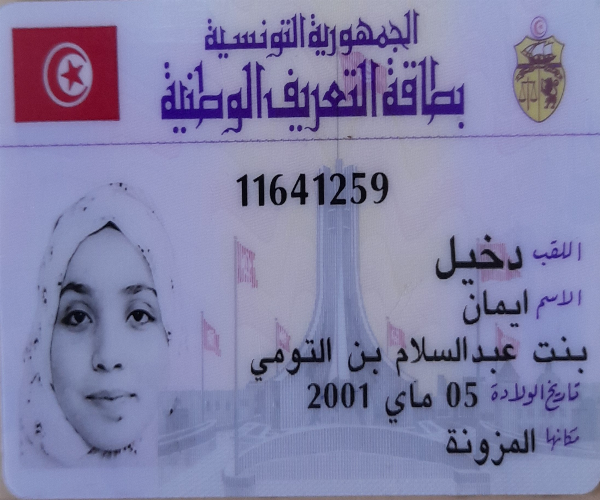 الجمهورية التونسية
بطاقة التعريف الوطنية
11641259
اللقب دخيل
الاسم ايمان
بنت عبدالسلام بن التومي
تاريخ الولادة 05 ماي 2001
مكانها المزونة